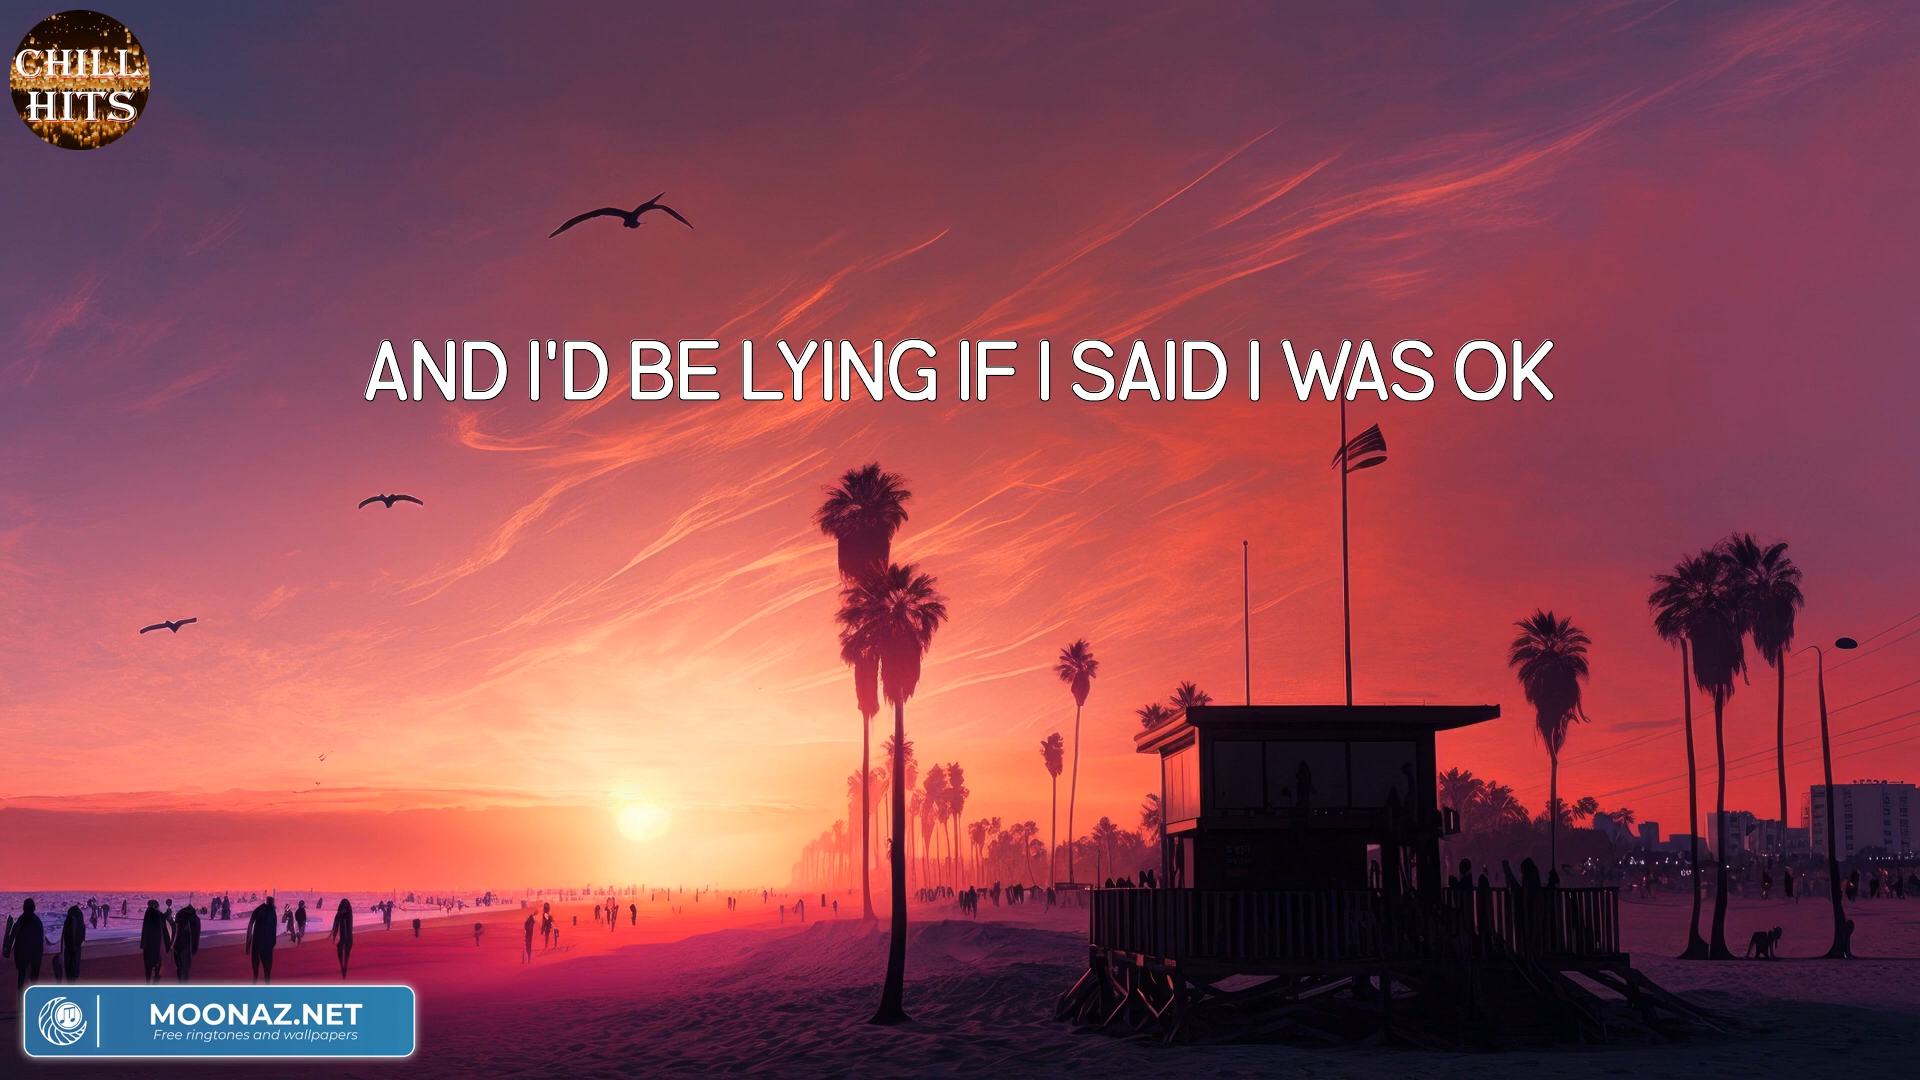 CHILL
HITS
AND I'D BE LYING IF I SAID I WAS OK
MOONAZ.NET
Free ringtones and wallpapers